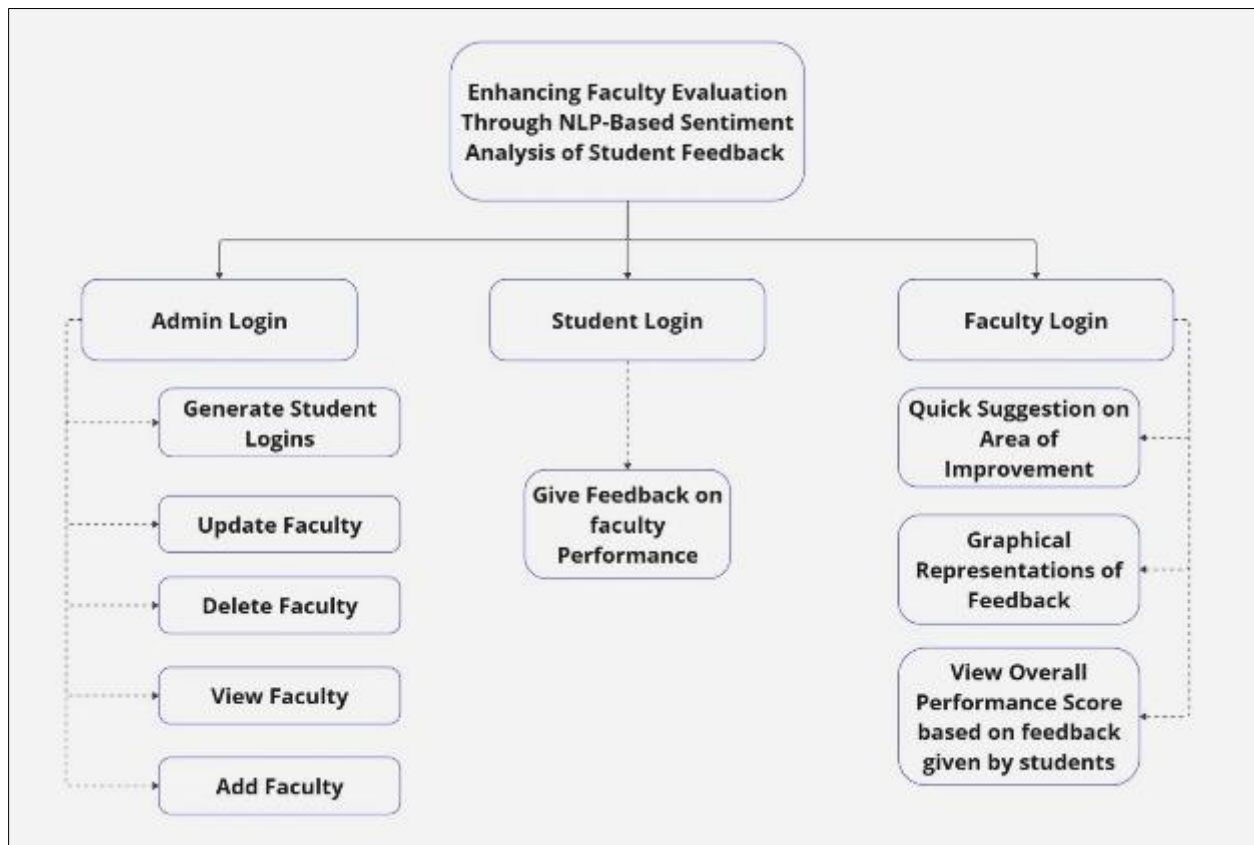 Enhancing Faculty Evaluation
Through NLP-Based Sentiment
Analysis of Student Feedback
Admin Login
Student Login
Faculty Login
Generate Student
Logins
Update Faculty
Delete Faculty
View Faculty
Add Faculty
Give Feedback on
faculty
Performance
Quick Suggestion on
Area of
Improvement
Graphical
Representations of
Feedback
View Overall
Performance Score
based on feedback
given by students